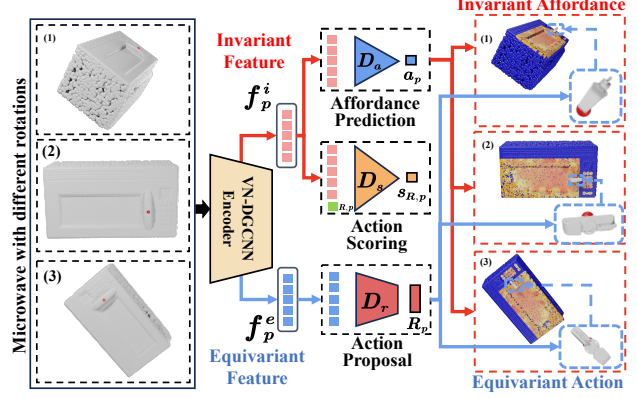 Microwave with different rotations
(1)
(2)
(3)
VN-DGCNN
Encoder
Invariant
Feature
f_p^i
f_p^e
Equivariant
Feature
D_a
a_p
Affordance
Prediction
R,p
D_s
s_{R,p}
Action
Scoring
D_r
R_p
Action
Proposal
Invariant Affordance
(1)
(2)
(3)
Equivariant Action